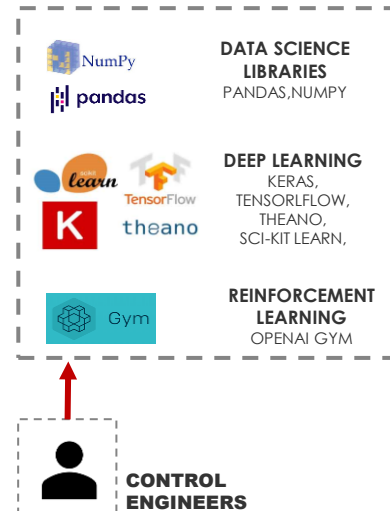 NumPy
pandas
DATA SCIENCE
LIBRARIES
PANDAS,NUMPY
scikit
learn
TensorFlow
K
theano
DEEP LEARNING
KERAS,
TENSORLFLOW,
THEANO,
SCI-KIT LEARN,
Gym
REINFORCEMENT
LEARNING
OPENAI GYM
CONTROL
ENGINEERS